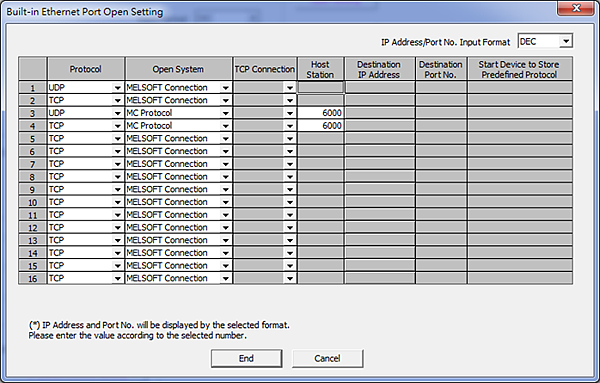 Built-in Ethernet Port Open Setting
IP Address/Port No. Input Format DEC
Protocol Open System TCP Connection Host Station Destination IP Address Destination Port No. Start Device to Store Predefined Protocol
1 UDP MELSOFT Connection
2 TCP MELSOFT Connection
3 UDP MC Protocol 6000
4 TCP MC Protocol 6000
5 TCP MELSOFT Connection
6 TCP MELSOFT Connection
7 TCP MELSOFT Connection
8 TCP MELSOFT Connection
9 TCP MELSOFT Connection
10 TCP MELSOFT Connection
11 TCP MELSOFT Connection
12 TCP MELSOFT Connection
13 TCP MELSOFT Connection
14 TCP MELSOFT Connection
15 TCP MELSOFT Connection
16 TCP MELSOFT Connection
(*) IP Address and Port No. will be displayed by the selected format.
Please enter the value according to the selected number.
End Cancel